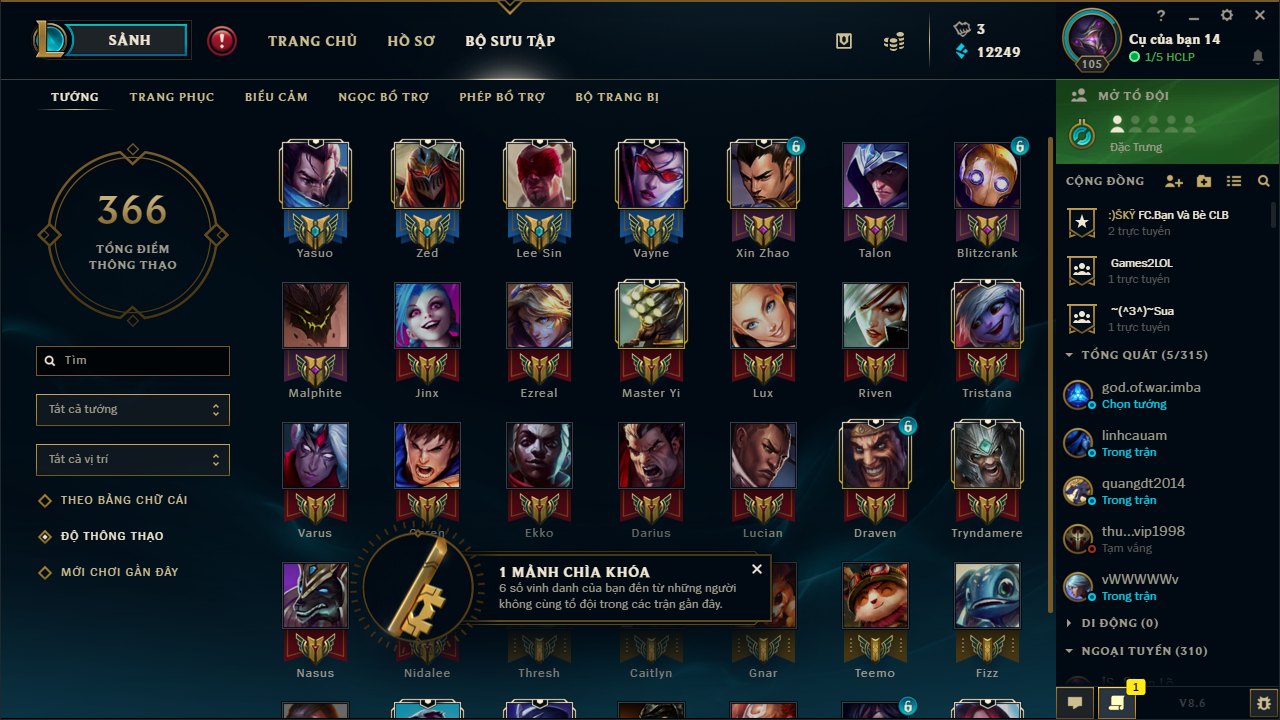 SẢNH
!
TRANG CHỦ
HỒ SƠ
BỘ SƯU TẬP
3
12249
105
?
Cụ của bạn 14
1/5 HCLP
TƯỚNG
TRANG PHỤC
BIỂU CẢM
NGỌC BỔ TRỢ
PHÉP BỔ TRỢ
BỘ TRANG BỊ
366
TỔNG ĐIỂM
THÔNG THẠO
Tìm
Tất cả tướng
Tất cả vị trí
THEO BẢNG CHỮ CÁI
ĐỘ THÔNG THẠO
MỚI CHƠI GẦN ĐÂY
6
6
Yasuo
Zed
Lee Sin
Vayne
Xin Zhao
Talon
Blitzcrank
Malphite
Jinx
Ezreal
Master Yi
Lux
Riven
Tristana
6
Varus
Garen
Ekko
Darius
Lucian
Draven
Tryndamere
1 MẢNH CHÌA KHÓA
6 số vinh danh của bạn đến từ những người
không cùng tổ đội trong các trận gần đây.
Nasus
Nidalee
Thresh
Caitlyn
Gnar
Teemo
Fizz
6
MỞ TỔ ĐỘI
Đặc Trưng
CỘNG ĐỒNG
:)ŠKŸ FC.Bạn Và Bè CLB
2 trực tuyến
Games2LOL
1 trực tuyến
~(^3^)~Sua
1 trực tuyến
TỔNG QUÁT (5/315)
god.of.war.imba
Chọn tướng
linhcauam
Trong trận
quangdt2014
Trong trận
thu...vip1998
Tạm vắng
vWWWWv
Trong trận
DI ĐỘNG (0)
NGOẠI TUYẾN (310)
1
V8.6